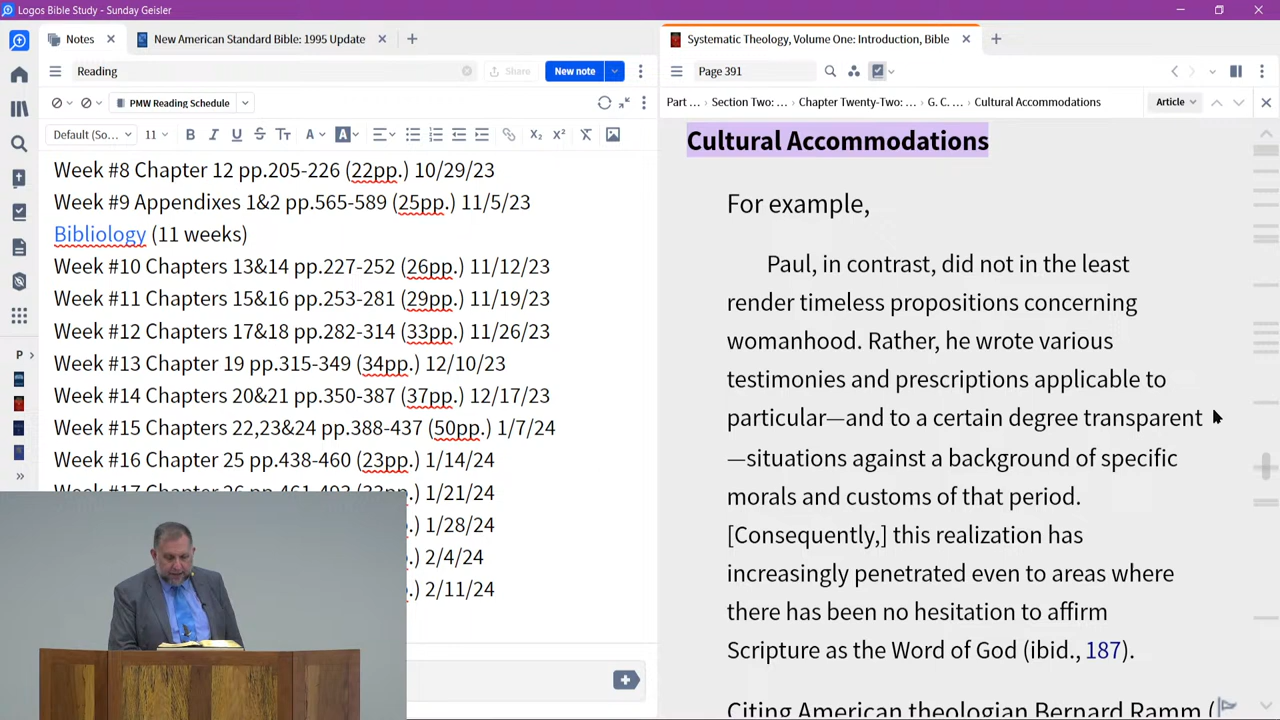 Logos Bible Study - Sunday Geisler
Notes
New American Standard Bible: 1995 Update
Systematic Theology, Volume One: Introduction, Bible
Reading
Share
New note
Page 391
PMW Reading Schedule
Part ... > Section Two: ... > Chapter Twenty-Two: ... > G. C. ... > Cultural Accommodations
Article
Default (So...
11
Week #8 Chapter 12 pp.205-226 (22pp.) 10/29/23
Week #9 Appendixes 1&2 pp.565-589 (25pp.) 11/5/23
Bibliology (11 weeks)
Week #10 Chapters 13&14 pp.227-252 (26pp.) 11/12/23
Week #11 Chapters 15&16 pp.253-281 (29pp.) 11/19/23
Week #12 Chapters 17&18 pp.282-314 (33pp.) 11/26/23
Week #13 Chapter 19 pp.315-349 (34pp.) 12/10/23
Week #14 Chapters 20&21 pp.350-387 (37pp.) 12/17/23
Week #15 Chapters 22,23&24 pp.388-437 (50pp.) 1/7/24
Week #16 Chapter 25 pp.438-460 (23pp.) 1/14/24
1/21/24
.) 1/28/24
.) 2/4/24
.) 2/11/24
P
Cultural Accommodations
For example,
Paul, in contrast, did not in the least
render timeless propositions concerning
womanhood. Rather, he wrote various
testimonies and prescriptions applicable to
particular—and to a certain degree transparent
—situations against a background of specific
morals and customs of that period.
[Consequently,] this realization has
increasingly penetrated even to areas where
there has been no hesitation to affirm
Scripture as the Word of God (ibid., 187).
Citing American theologian Bernard Ramm (